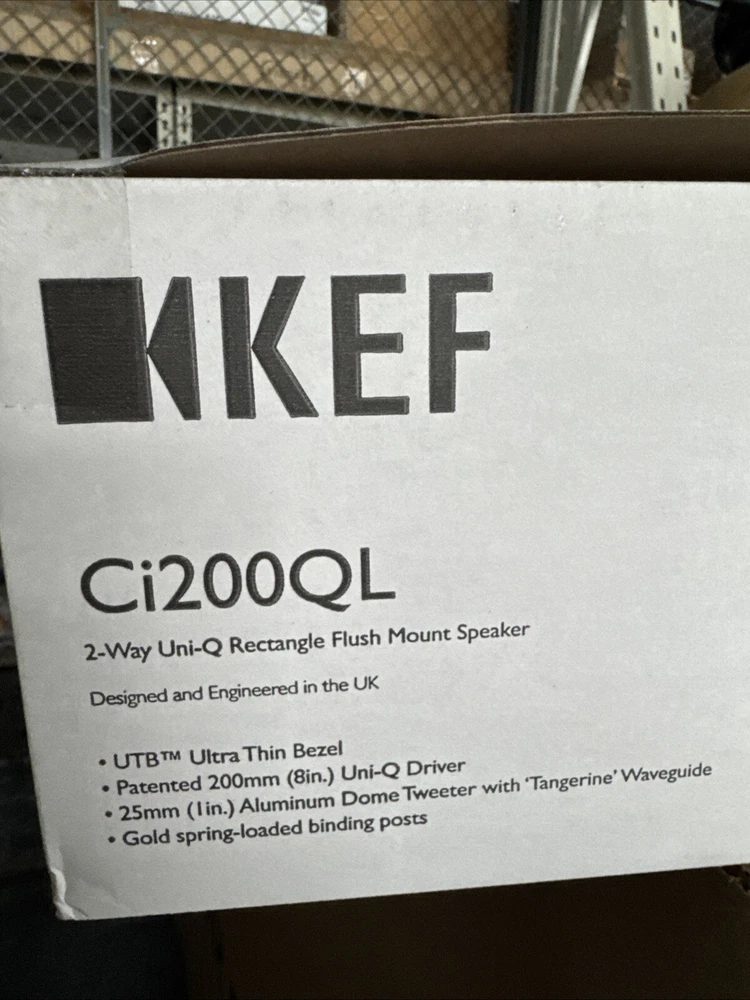 KEF
Ci200QL
2-Way Uni-Q Rectangle Flush Mount Speaker
Designed and Engineered in the UK
• UTB™ Ultra Thin Bezel
• Patented 200mm (8in.) Uni-Q Driver
• 25mm (1in.) Aluminum Dome Tweeter with ‘Tangerine’ Waveguide
• Gold spring-loaded binding posts